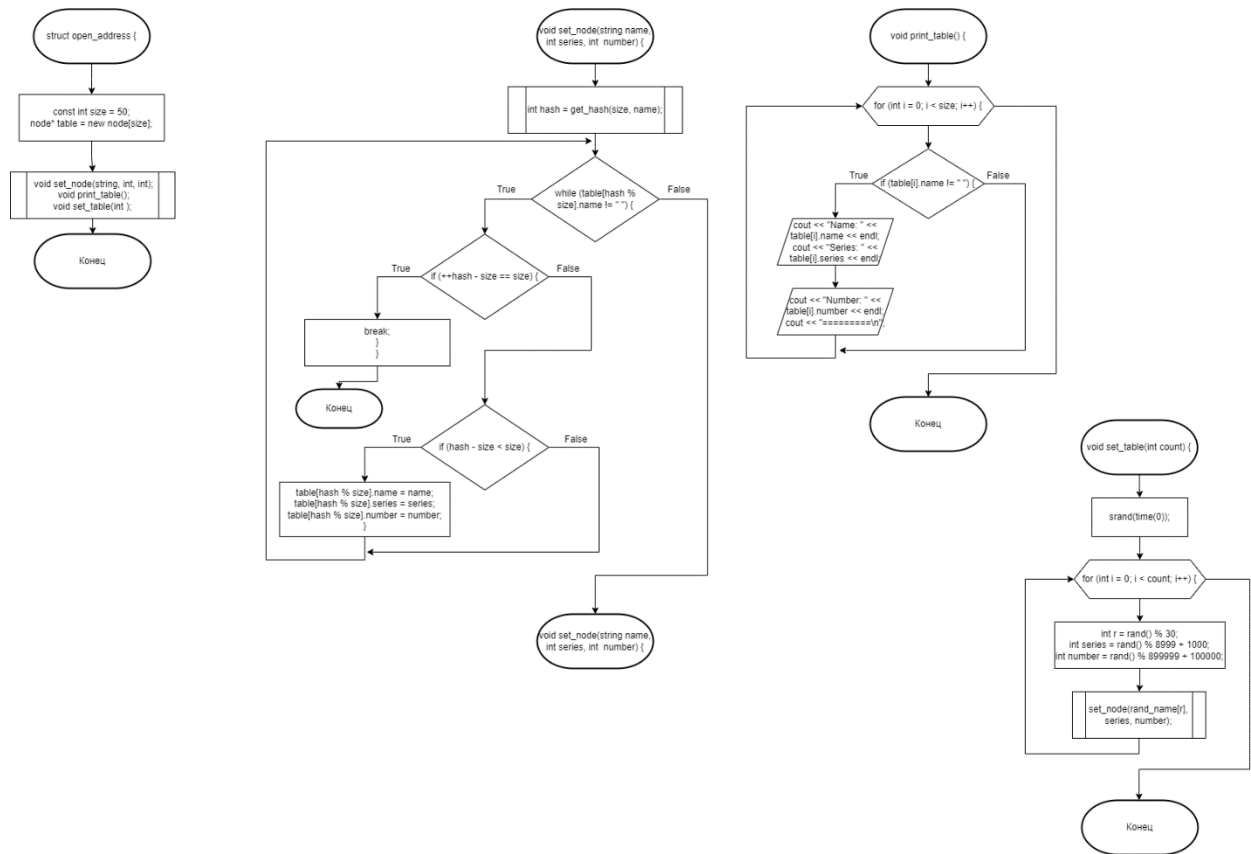 struct open_address {
const int size = 50;
node* table = new node[size];
void set_node(string, int, int);
void print_table();
void set_table(int );
Конец
void set_node(string name,
int series, int  number) {
int hash = get_hash(size, name);
while (table[hash %
size].name != " ") {
True
False
if (++hash - size == size) {
True
False
break;
}
}
Конец
if (hash - size < size) {
True
False
table[hash % size].name = name;
table[hash % size].series = series;
table[hash % size].number = number;
}
void set_node(string name,
int series, int  number) {
void print_table() {
for (int i = 0; i < size; i++) {
if (table[i].name != " ") {
True
False
cout << "Name: " <<
table[i].name << endl;
cout << "Series: " <<
table[i].series << endl;
cout << "Number: " <<
table[i].number << endl;
cout << "=========\n";
Конец
void set_table(int count) {
srand(time(0));
for (int i = 0; i < count; i++) {
int r = rand() % 30;
int series = rand() % 8999 + 1000;
int number = rand() % 899999 + 100000;
set_node(rand_name[r],
series, number);
Конец